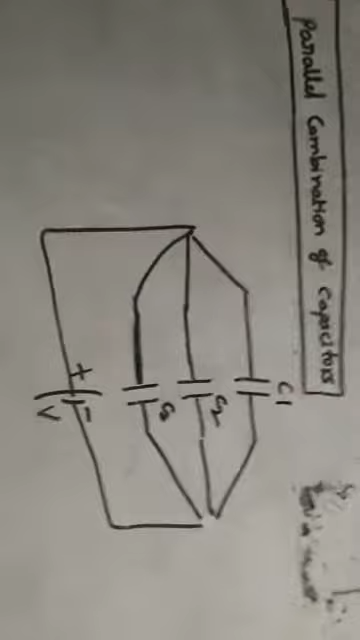 Parallel Combination of Capacitors
C1
C2
C3
+ -
V